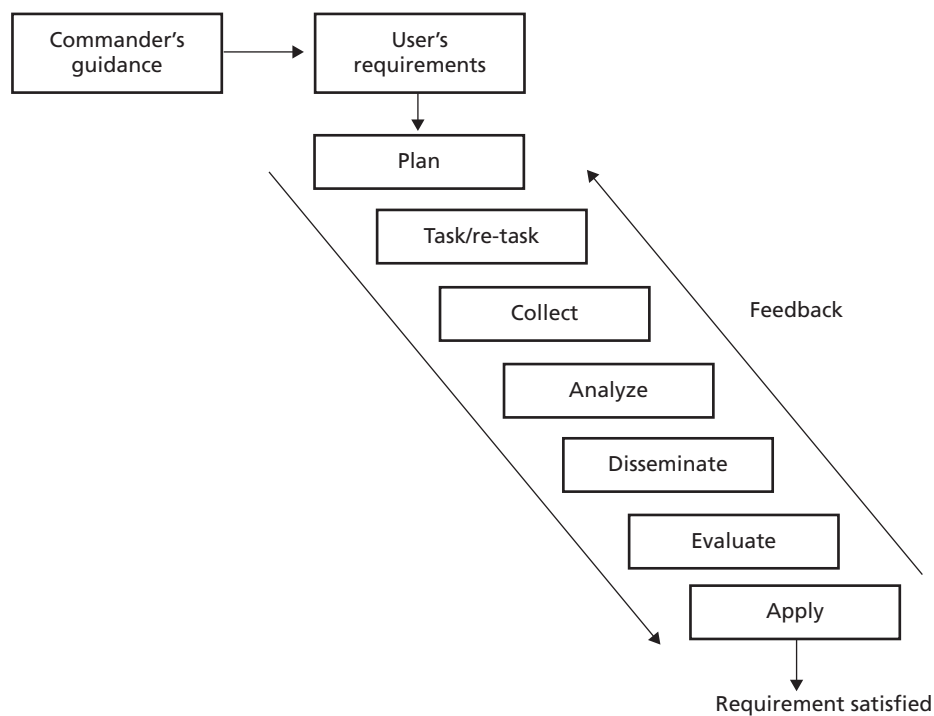 Commander's
guidance
User's
requirements
Plan
Task/re-task
Collect
Feedback
Analyze
Disseminate
Evaluate
Apply
Requirement satisfied